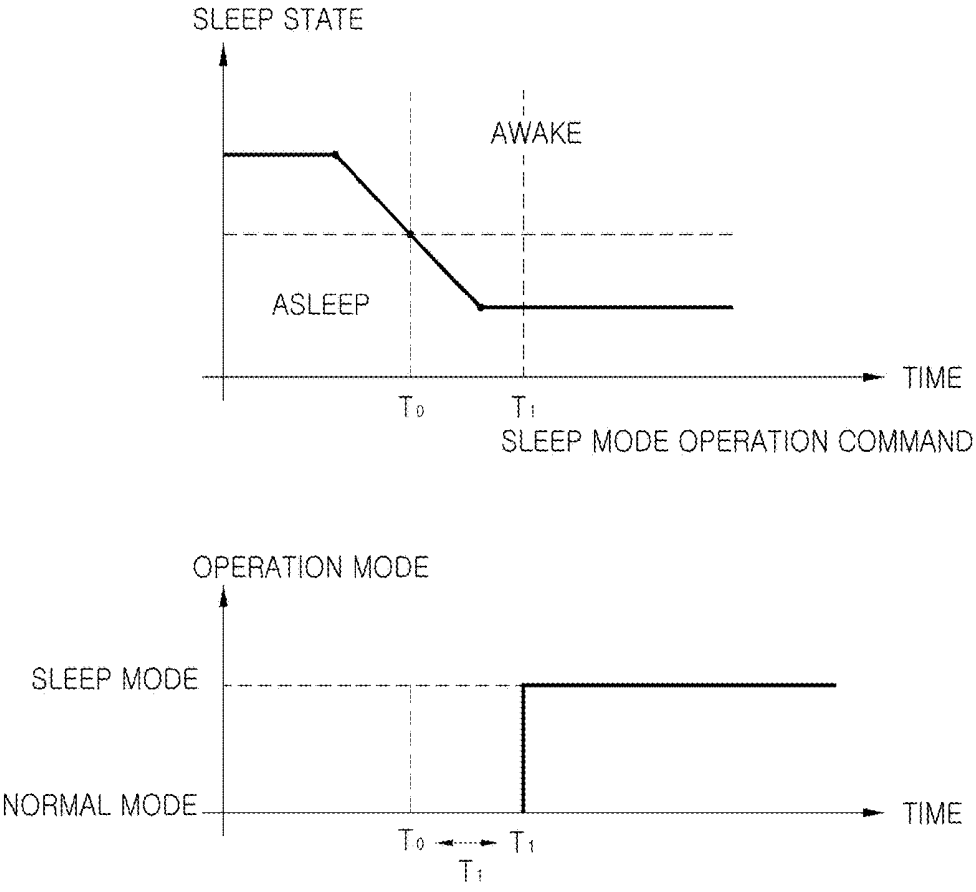 SLEEP STATE
AWAKE
ASLEEP
TIME
T0 T1
SLEEP MODE OPERATION COMMAND
OPERATION MODE
SLEEP MODE
NORMAL MODE
TIME
T0 T1
T1